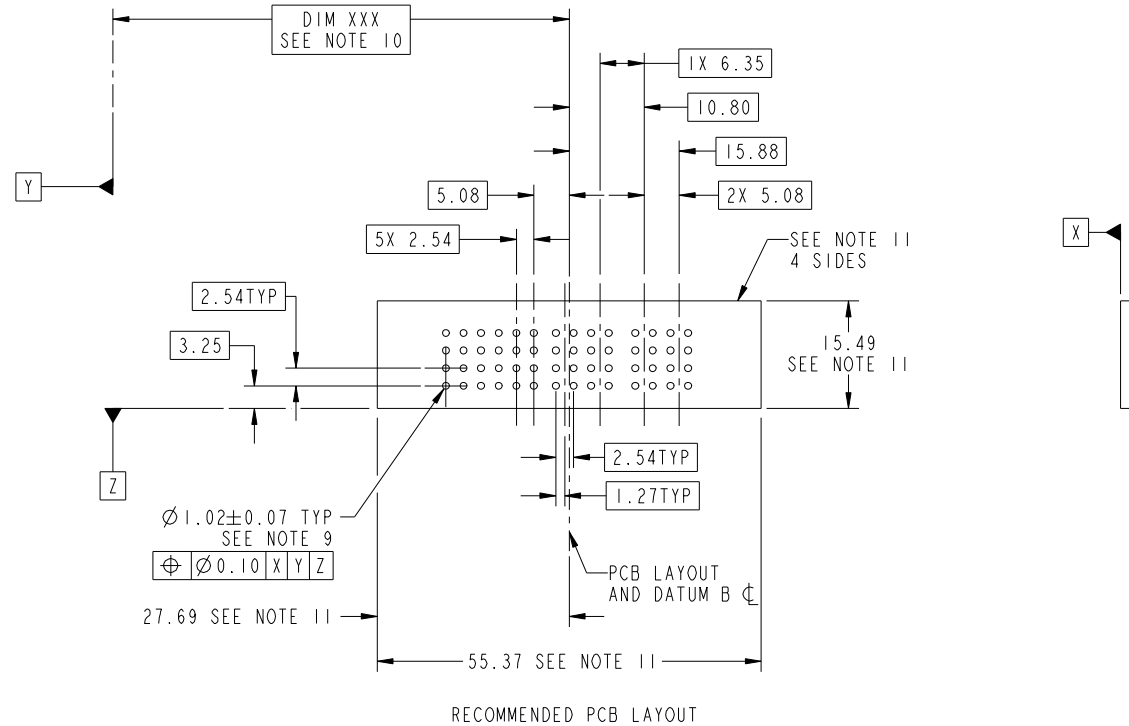 DIM XXX
SEE NOTE 10
1X 6.35
10.80
15.88
Y
5.08
2X 5.08
5X 2.54
SEE NOTE 11
4 SIDES
X
2.54TYP
3.25
15.49
SEE NOTE 11
2.54TYP
Z
1.27TYP
Ø1.02±0.07 TYP
SEE NOTE 9
⌖ Ø0.10 X Y Z
PCB LAYOUT
AND DATUM B ℄
27.69 SEE NOTE 11
55.37 SEE NOTE 11
RECOMMENDED PCB LAYOUT